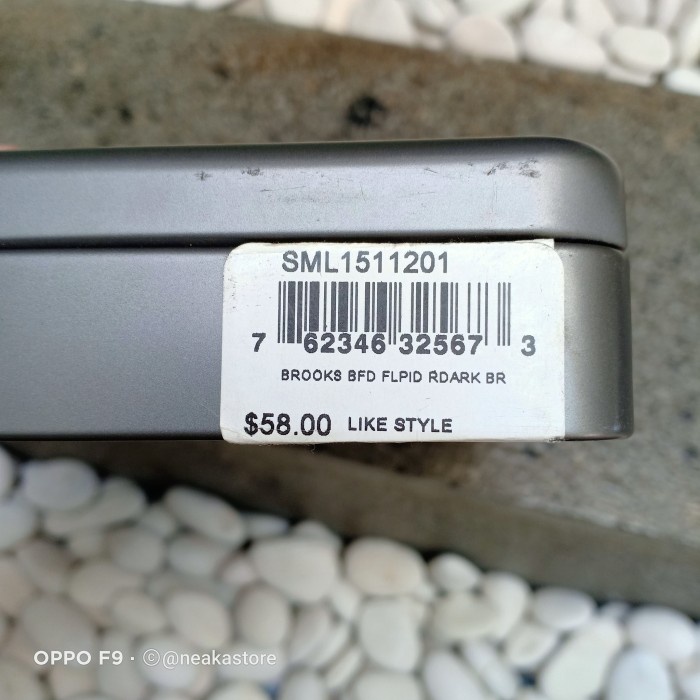 SML1511201
7 62346 32567 3
BROOKS BFD FLPID RDARK BR
$58.00 LIKE STYLE
OPPO F9 · ©@neakastore